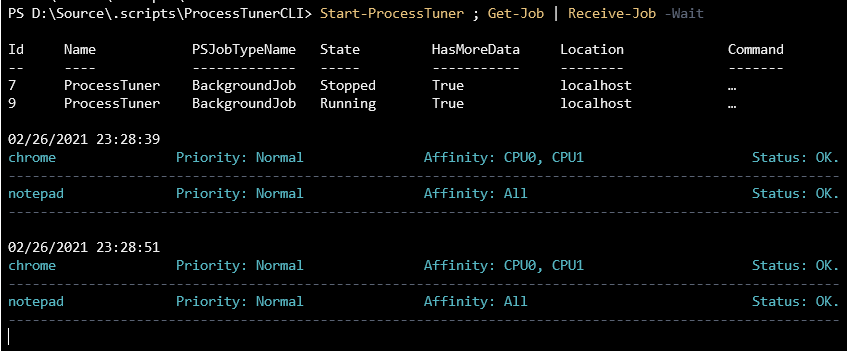 PS D:\Source\.scripts\ProcessTunerCLI> Start-ProcessTuner ; Get-Job | Receive-Job -Wait
Id Name PSJobTypeName State HasMoreData Location Command
-- ---- ------------- ----- ----------- -------- -------
7 ProcessTuner BackgroundJob Stopped True localhost …
9 ProcessTuner BackgroundJob Running True localhost …
02/26/2021 23:28:39
chrome Priority: Normal Affinity: CPU0, CPU1 Status: OK.
--------------------------------------------------------------------------------------------------------
notepad Priority: Normal Affinity: All Status: OK.
--------------------------------------------------------------------------------------------------------
02/26/2021 23:28:51
chrome Priority: Normal Affinity: CPU0, CPU1 Status: OK.
--------------------------------------------------------------------------------------------------------
notepad Priority: Normal Affinity: All Status: OK.
--------------------------------------------------------------------------------------------------------